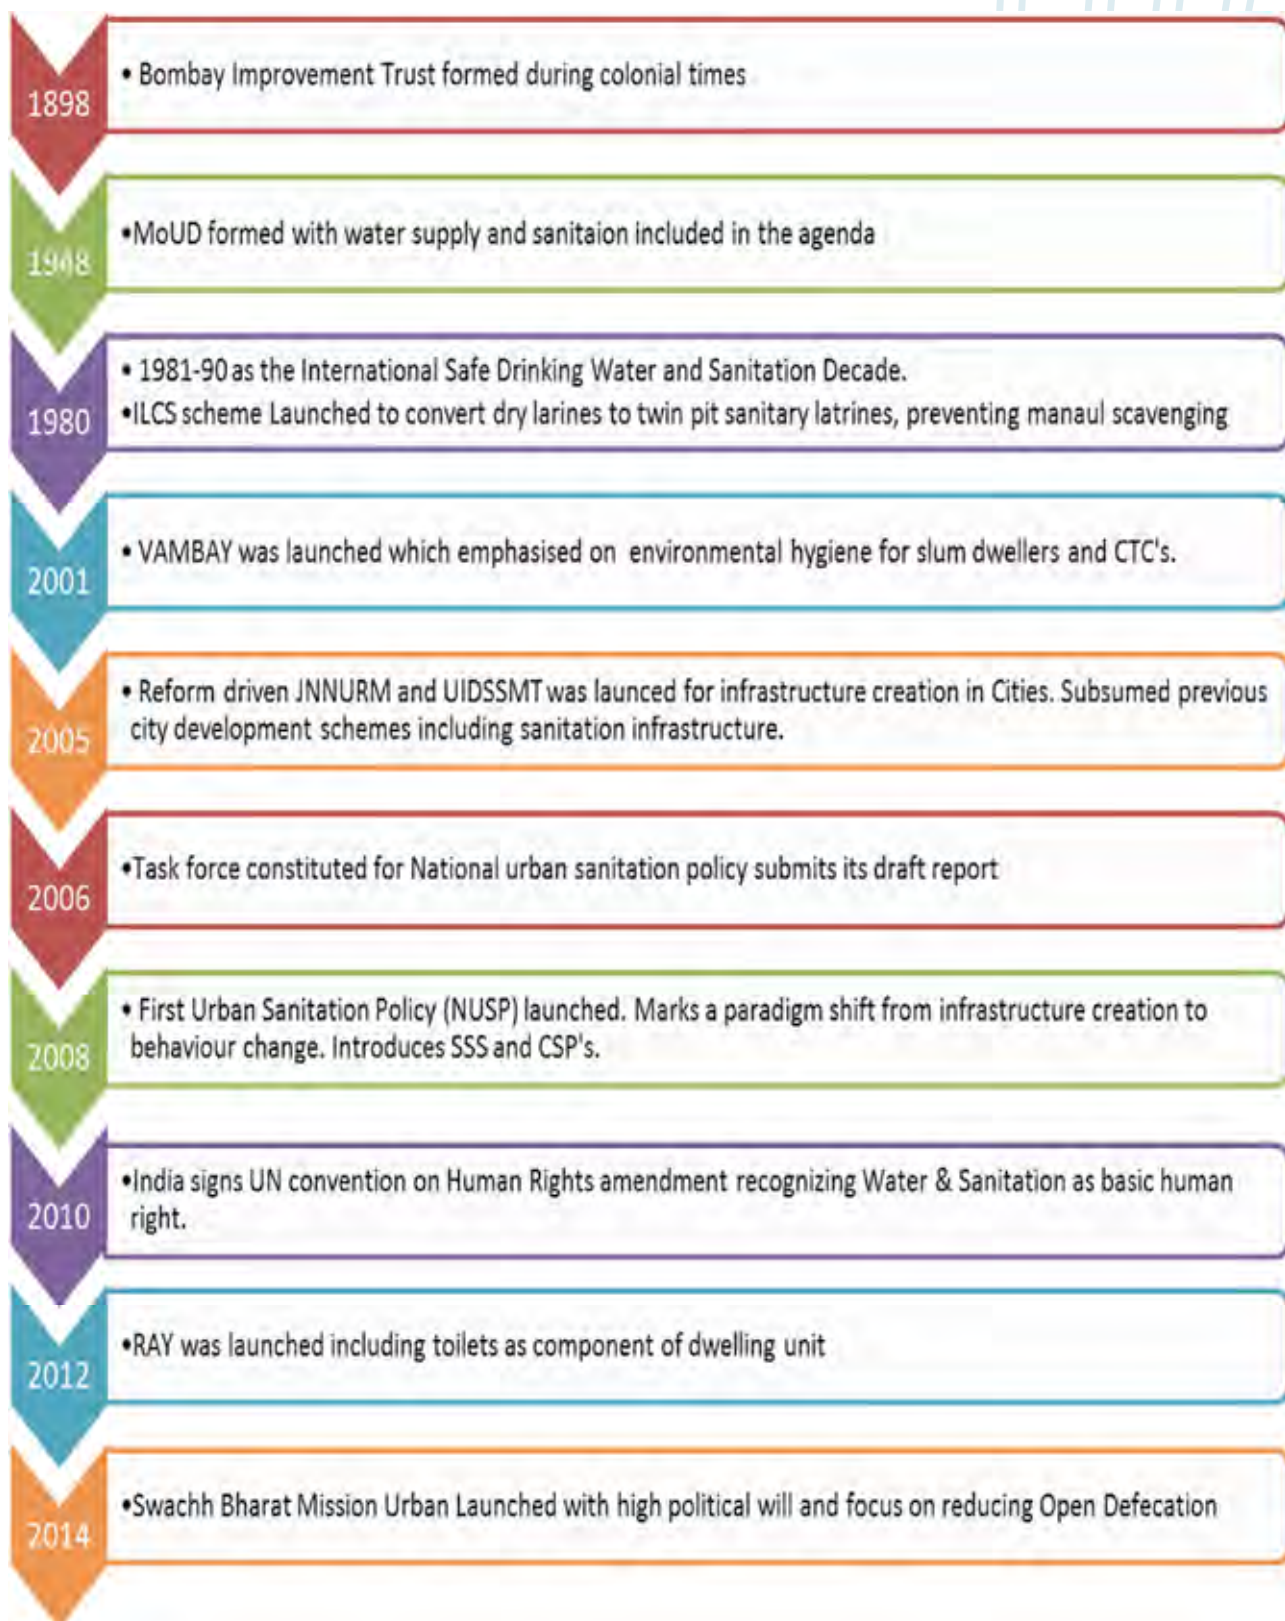 1898
• Bombay Improvement Trust formed during colonial times
1948
•MoUD formed with water supply and sanitaion included in the agenda
1980
• 1981-90 as the International Safe Drinking Water and Sanitation Decade.
•ILCS scheme Launched to convert dry larines to twin pit sanitary latrines, preventing manaul scavenging
2001
• VAMBAY was launched which emphasised on environmental hygiene for slum dwellers and CTC's.
2005
• Reform driven JNNURM and UIDSSMT was launced for infrastructure creation in Cities. Subsumed previous
city development schemes including sanitation infrastructure.
2006
•Task force constituted for National urban sanitation policy submits its draft report
2008
• First Urban Sanitation Policy (NUSP) launched. Marks a paradigm shift from infrastructure creation to
behaviour change. Introduces SSS and CSP's.
2010
•India signs UN convention on Human Rights amendment recognizing Water & Sanitation as basic human
right.
2012
•RAY was launched including toilets as component of dwelling unit
2014
•Swachh Bharat Mission Urban Launched with high political will and focus on reducing Open Defecation